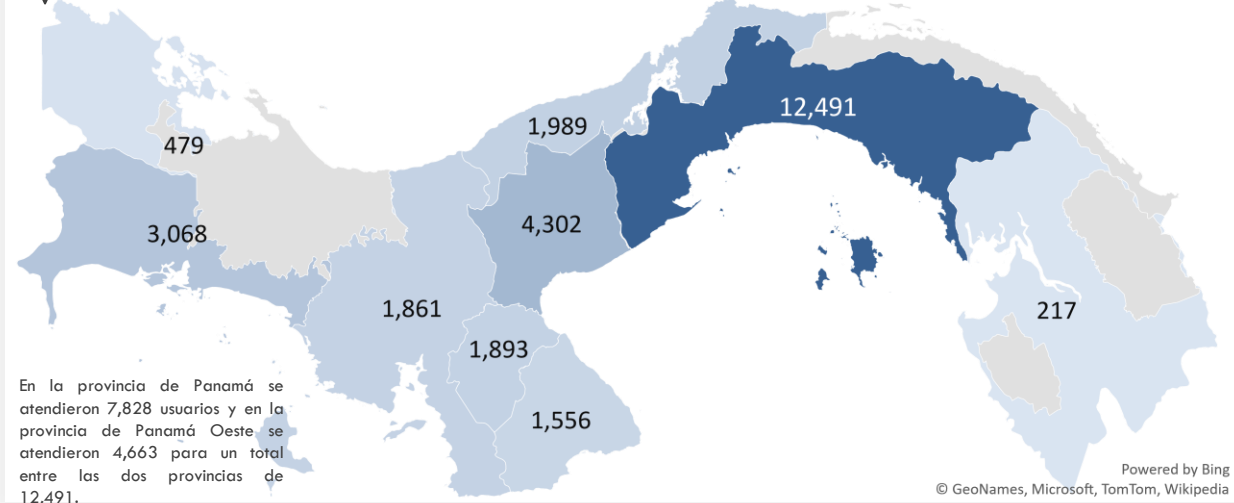 12,491
1,989
479
4,302
3,068
1,861
217
1,893
1,556
En la provincia de Panamá se
atendieron 7,828 usuarios y en la
provincia de Panamá Oeste se
atendieron 4,663 para un total
entre las dos provincias de
12,491.
Powered by Bing
© GeoNames, Microsoft, TomTom, Wikipedia